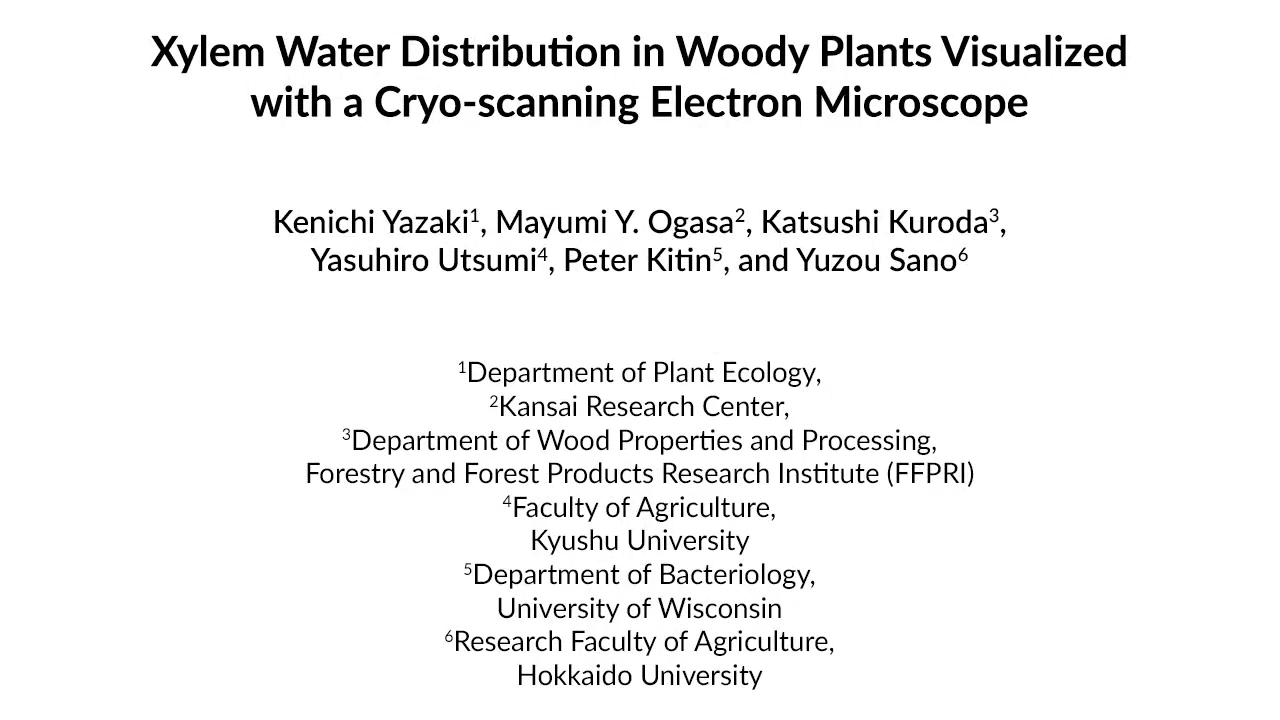 Xylem Water Distribution in Woody Plants Visualized
with a Cryo-scanning Electron Microscope
Kenichi Yazaki¹, Mayumi Y. Ogasa², Katsushi Kuroda³,
Yasuhiro Utsumi⁴, Peter Kitin⁵, and Yuzou Sano⁶
¹Department of Plant Ecology,
²Kansai Research Center,
³Department of Wood Properties and Processing,
Forestry and Forest Products Research Institute (FFPRI)
⁴Faculty of Agriculture,
Kyushu University
⁵Department of Bacteriology,
University of Wisconsin
⁶Research Faculty of Agriculture,
Hokkaido University